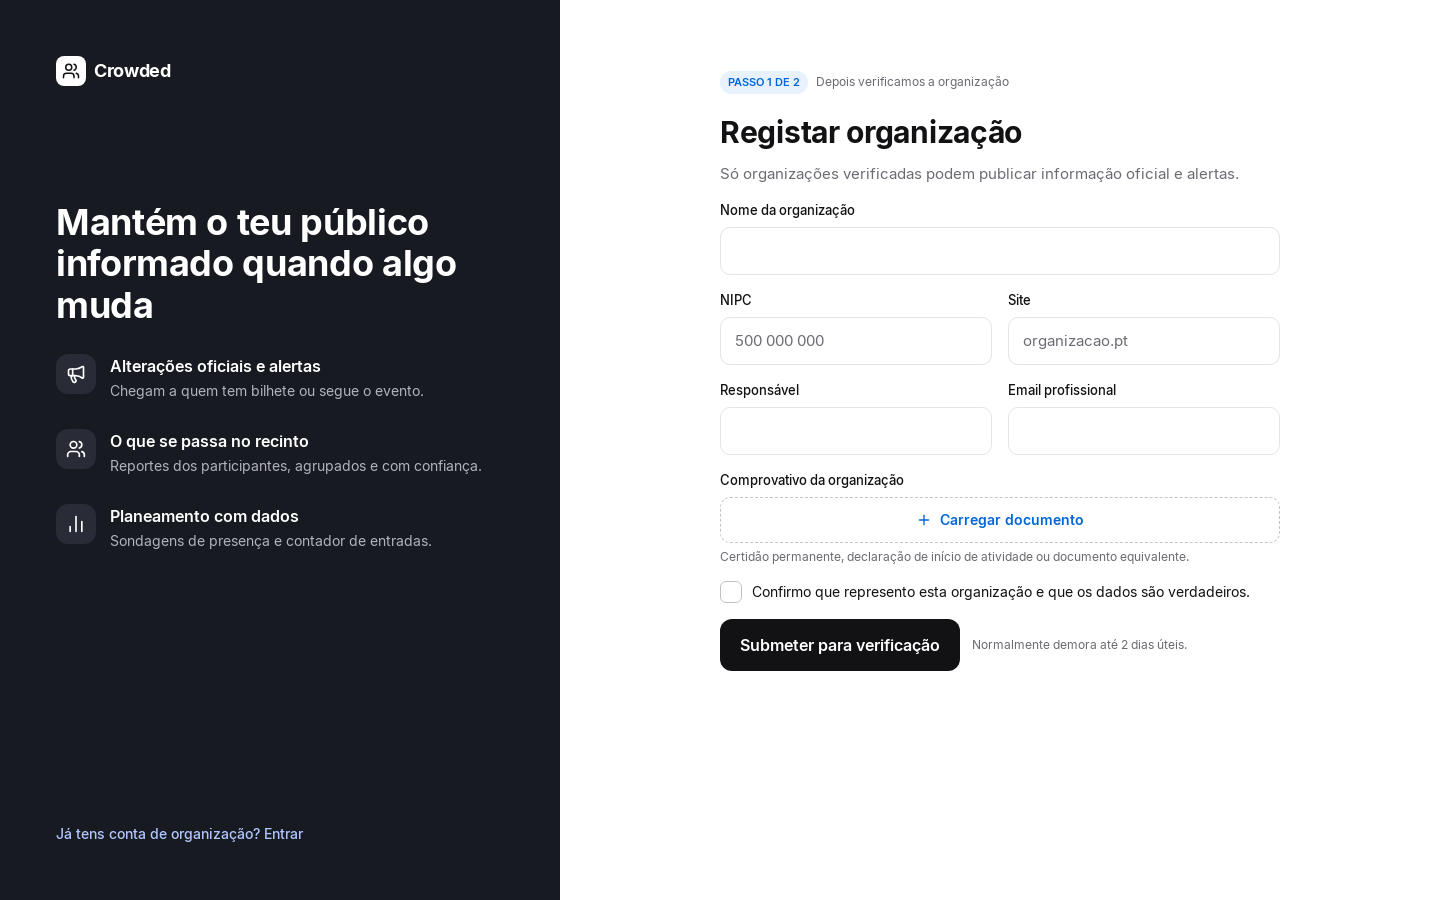 Crowded
Mantém o teu público
informado quando algo
muda
Alterações oficiais e alertas
Chegam a quem tem bilhete ou segue o evento.
O que se passa no recinto
Reportes dos participantes, agrupados e com confiança.
Planeamento com dados
Sondagens de presença e contador de entradas.
Já tens conta de organização? Entrar
PASSO 1 DE 2 Depois verificamos a organização
Registar organização
Só organizações verificadas podem publicar informação oficial e alertas.
Nome da organização
NIPC Site
500 000 000 organizacao.pt
Responsável Email profissional
Comprovativo da organização
Carregar documento
Certidão permanente, declaração de início de atividade ou documento equivalente.
Confirmo que represento esta organização e que os dados são verdadeiros.
Submeter para verificação Normalmente demora até 2 dias úteis.